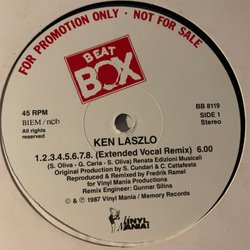 FOR PROMOTION ONLY · NOT FOR SALE
BEAT
BOX
45 RPM
BIEM/ncb
All rights
reserved
BB 8119
SIDE 1
Stereo
KEN LASZLO
1.2.3.4.5.6.7.8. (Extended Vocal Remix) 6.00
(S. Oliva - G. Caria - S. Oliva) Renata Edizioni Musicali
Original Production by S. Cundari & C. Cattafesta
Reproduced & Remixed by Fredrik Ramel
for Vinyl Mania Productions
Remix Engineer: Gunnar Silins
© & ℗ 1987 Vinyl Mania / Memory Records
VINYL
MANIA!